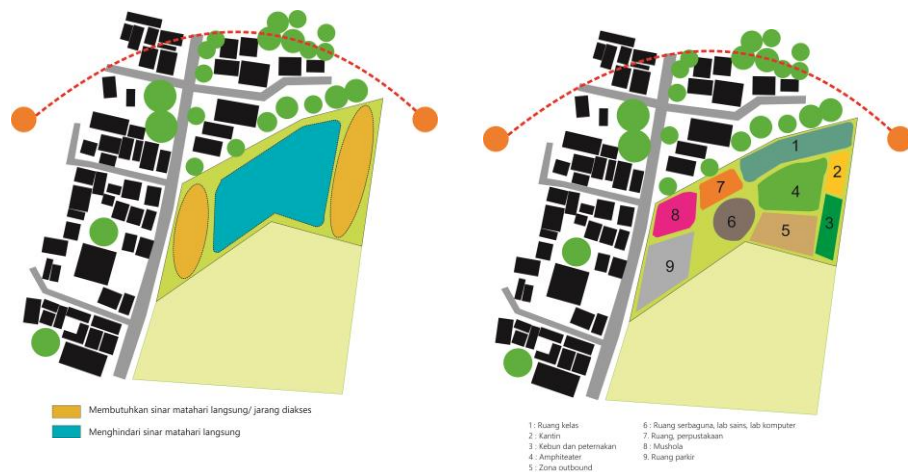 1
2
3
4
5
6
7
8
9
Membutuhkan sinar matahari langsung/ jarang diakses
Menghindari sinar matahari langsung
1 : Ruang kelas
2 : Kantin
3 : Kebun dan peternakan
4 : Amphiteater
5 : Zona outbound
6 : Ruang serbaguna, lab sains, lab komputer
7. Ruang, perpustakaan
8 : Mushola
9. Ruang parkir